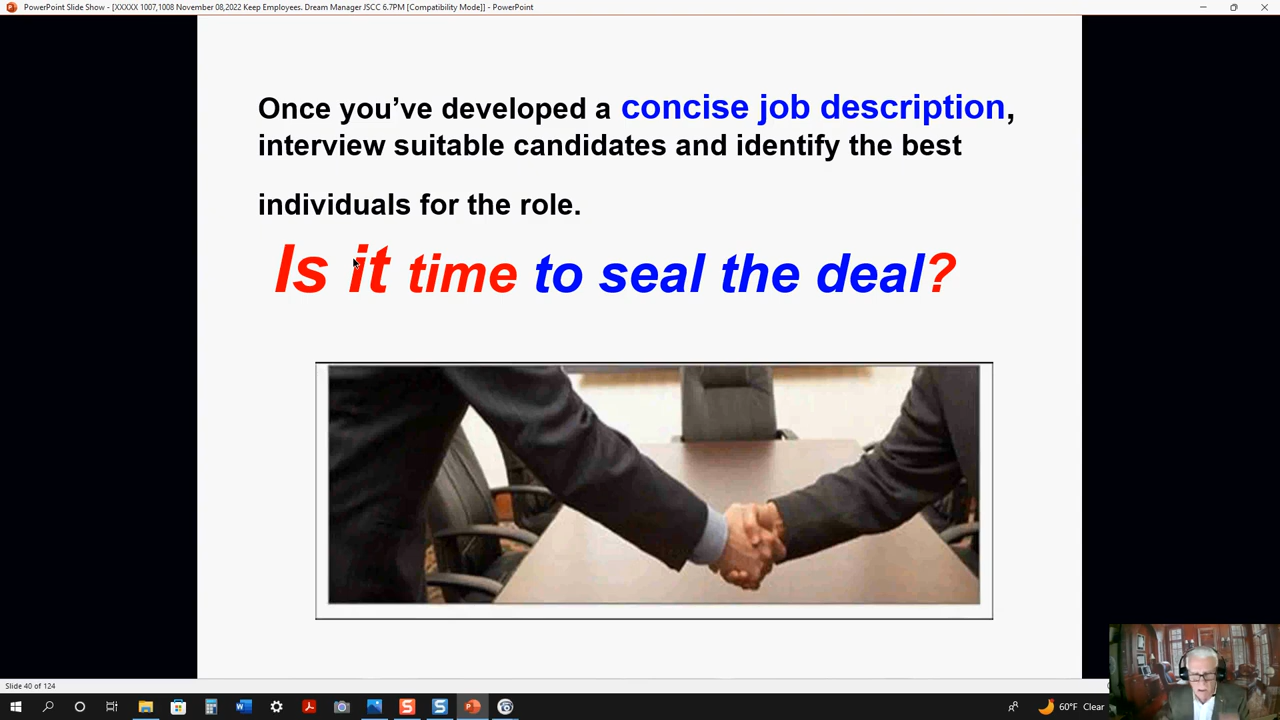 PowerPoint Slide Show - [XXXXX 1007,1008 November 08,2022 Keep Employees. Dream Manager JSCC 6.7PM [Compatibility Mode]] - PowerPoint
Once you’ve developed a concise job description,
interview suitable candidates and identify the best
individuals for the role.
Is it time to seal the deal?
Slide 40 of 124
60°F Clear